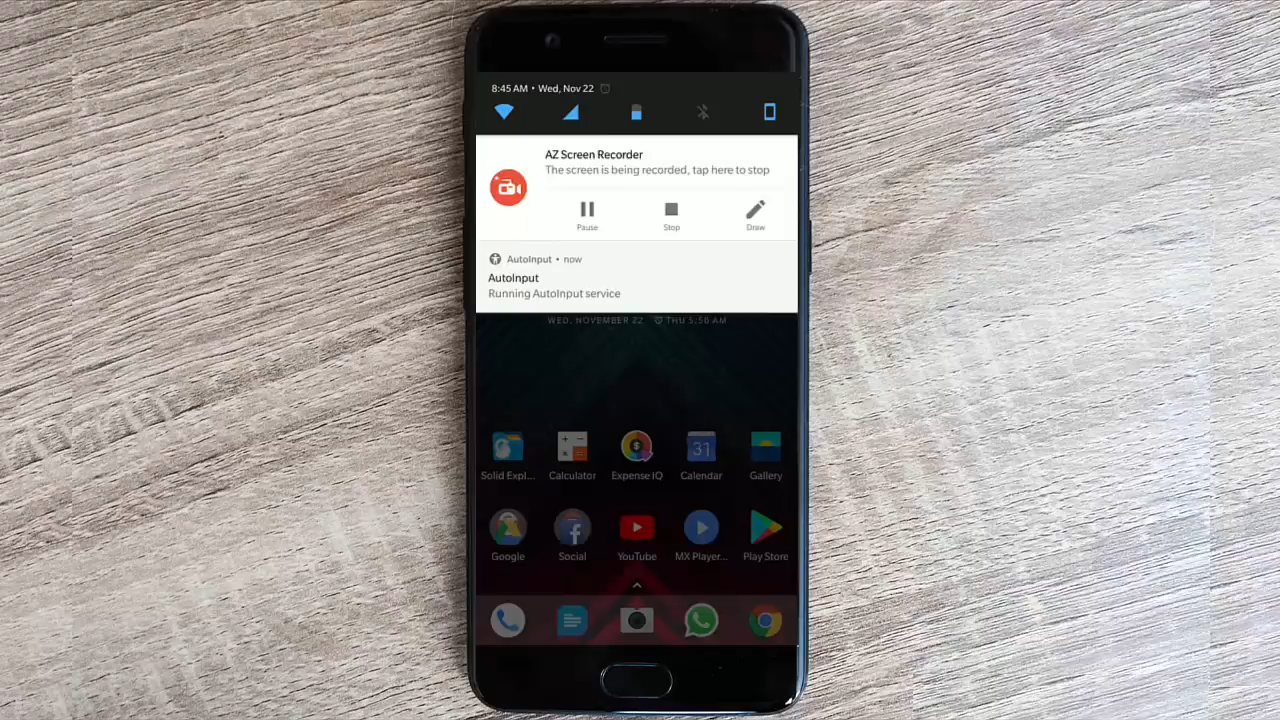 8:45 AM • Wed, Nov 22
AZ Screen Recorder
The screen is being recorded, tap here to stop
Pause Stop Draw
AutoInput • now
AutoInput
Running AutoInput service
WED, NOVEMBER 22 THU 5:56 AM
Solid Expl... Calculator Expense IQ 31 Calendar Gallery
Google Social YouTube MX Player... Play Store